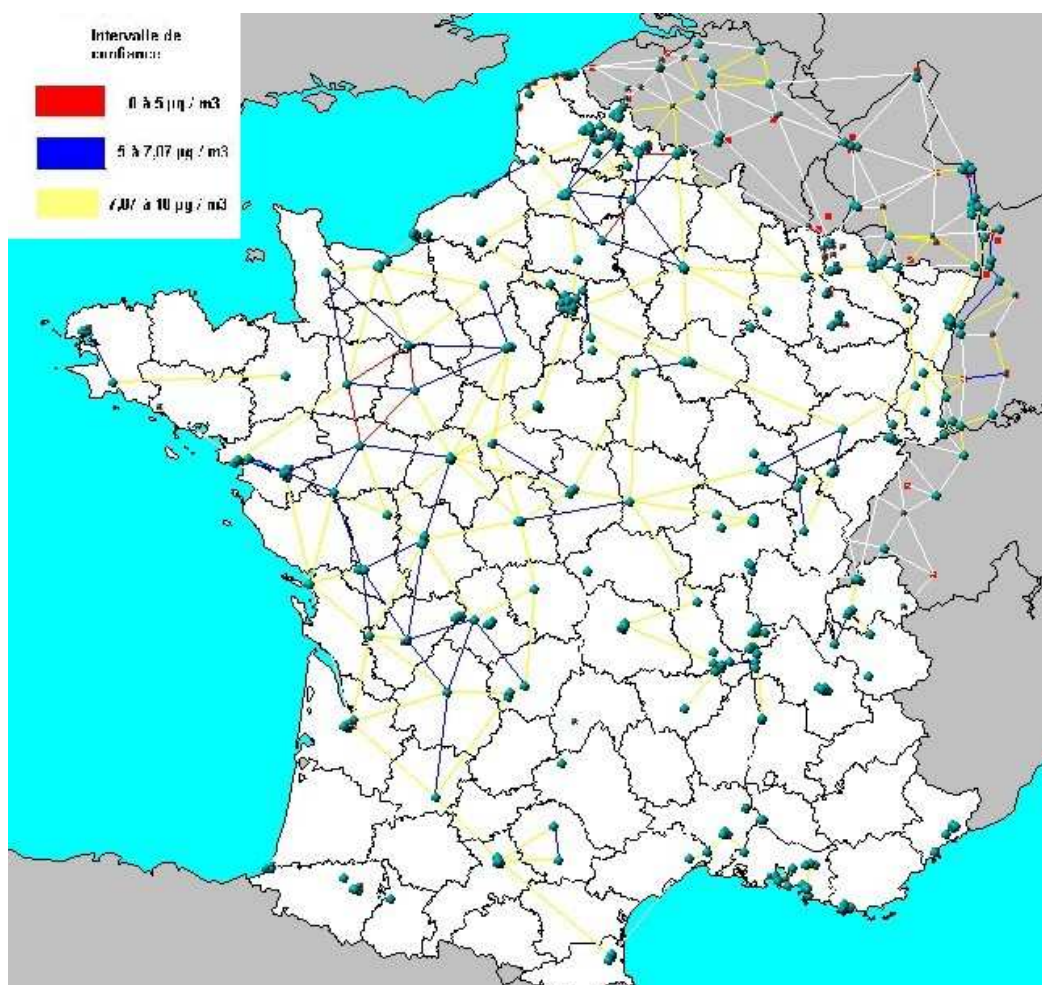 Intervalle de
confiance
0 à 5 µg / m3
5 à 7,07 µg / m3
7,07 à 10 µg / m3